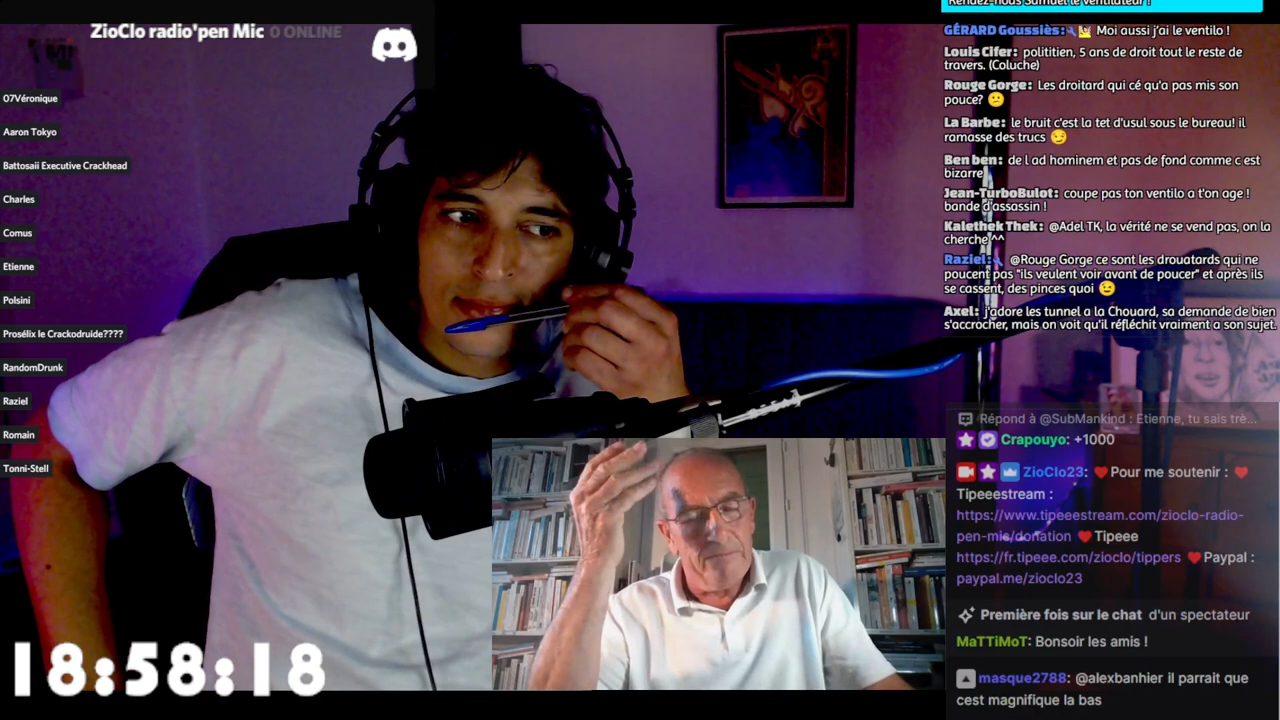 ZioClo radio'pen Mic 0 ONLINE
07Véronique
Aaron Tokyo
Battosaii Executive Crackhead
Charles
Comus
Etienne
Polsini
Prosélix le Crackodruide????
RandomDrunk
Raziel
Romain
Tonni-Stell
18:58:18
Rendez-nous Samuel le ventilateur !
GÉRARD Goussiès: Moi aussi j'ai le ventilo !
Louis Cifer: polititien, 5 ans de droit tout le reste de
travers. (Coluche)
Rouge Gorge: Les droitard qui cé qu'a pas mis son
pouce? 😕
La Barbe: le bruit c'est la tet d'usul sous le bureau! il
ramasse des trucs 😏
Ben ben: de l ad hominem et pas de fond comme c est
bizarre
Jean-TurboBulot: coupe pas ton ventilo a t'on age !
bande d'assassin !
Kalethek Thek: @Adel TK, la vérité ne se vend pas, on la
cherche ^^
Raziel: @Rouge Gorge ce sont les drouatards qui ne
poucent pas "ils veulent voir avant de poucer" et après ils
se cassent, des pinces quoi 😉
Axel: j'adore les tunnel a la Chouard, sa demande de bien
s'accrocher, mais on voit qu'il réfléchit vraiment a son sujet.
Répond à @SubMankind : Etienne, tu sais trè...
Crapouyo: +1000
ZioClo23: ♥Pour me soutenir : ♥
Tipeeestream :
https://www.tipeeestream.com/zioclo-radio-
pen-mic/donation ♥Tipeee
https://fr.tipeee.com/zioclo/tippers ♥Paypal :
paypal.me/zioclo23
Première fois sur le chat d'un spectateur
MaTTiMoT: Bonsoir les amis !
masque2788: @alexbanhier il parrait que
cest magnifique la bas